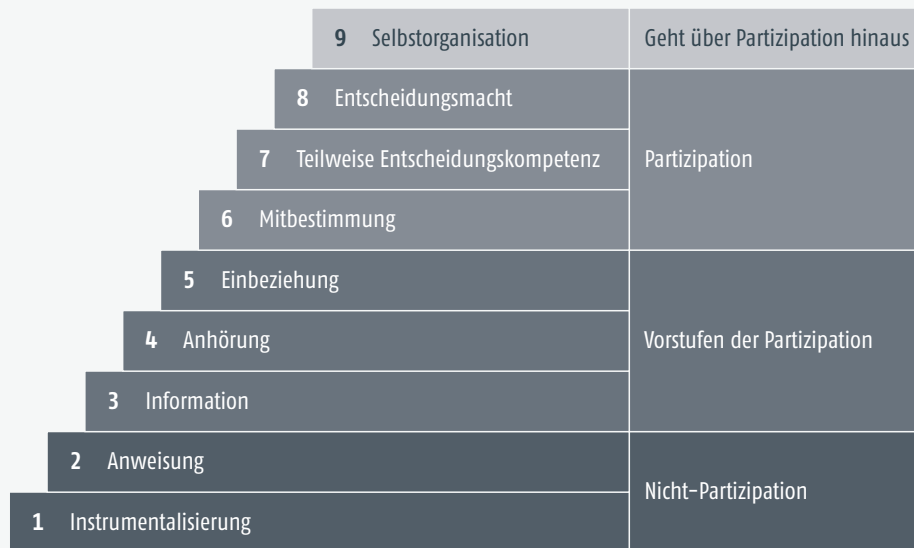 9 Selbstorganisation Geht über Partizipation hinaus
8 Entscheidungsmacht
7 Teilweise Entscheidungskompetenz Partizipation
6 Mitbestimmung
5 Einbeziehung
4 Anhörung Vorstufen der Partizipation
3 Information
2 Anweisung
Nicht-Partizipation
1 Instrumentalisierung